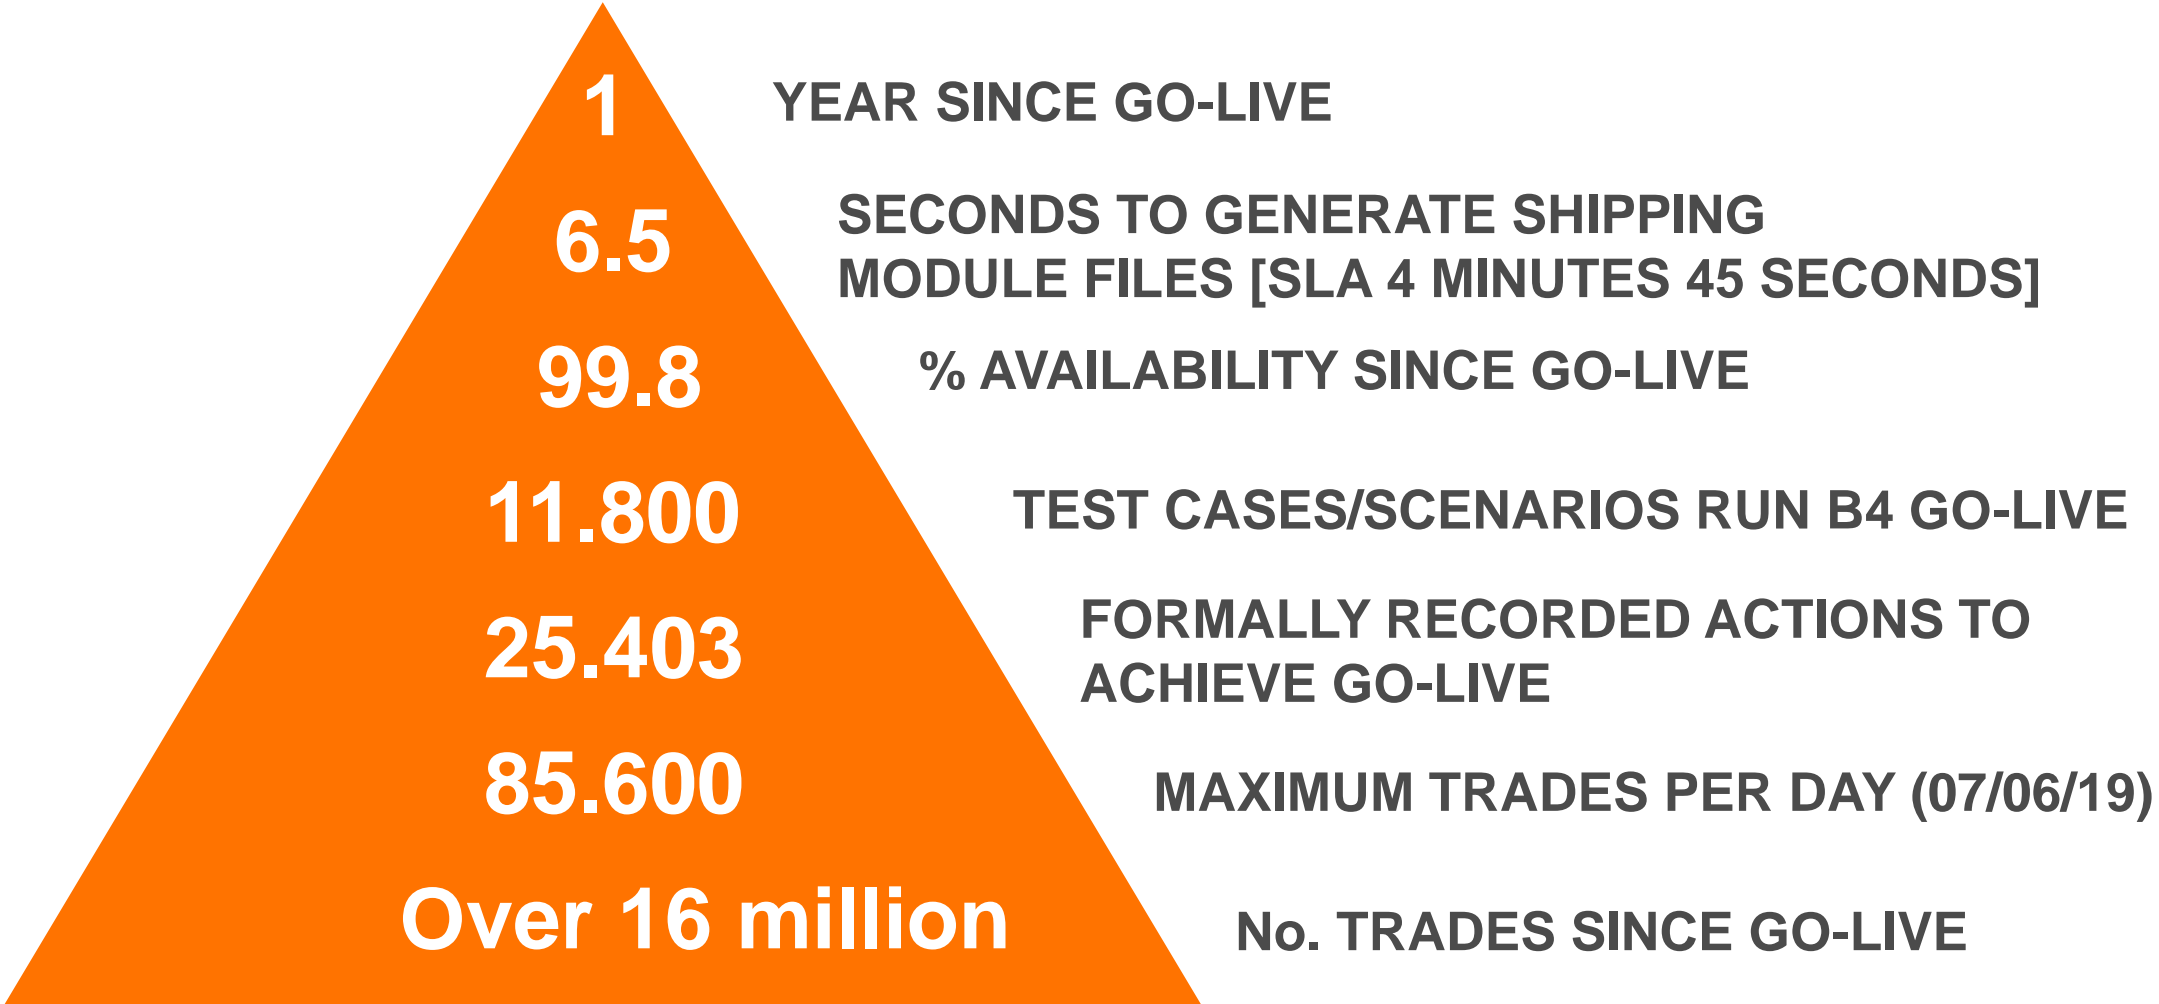 1
YEAR SINCE GO-LIVE
6.5
SECONDS TO GENERATE SHIPPING
MODULE FILES [SLA 4 MINUTES 45 SECONDS]
99.8
% AVAILABILITY SINCE GO-LIVE
11.800
TEST CASES/SCENARIOS RUN B4 GO-LIVE
25.403
FORMALLY RECORDED ACTIONS TO
ACHIEVE GO-LIVE
85.600
MAXIMUM TRADES PER DAY (07/06/19)
Over 16 million
No. TRADES SINCE GO-LIVE